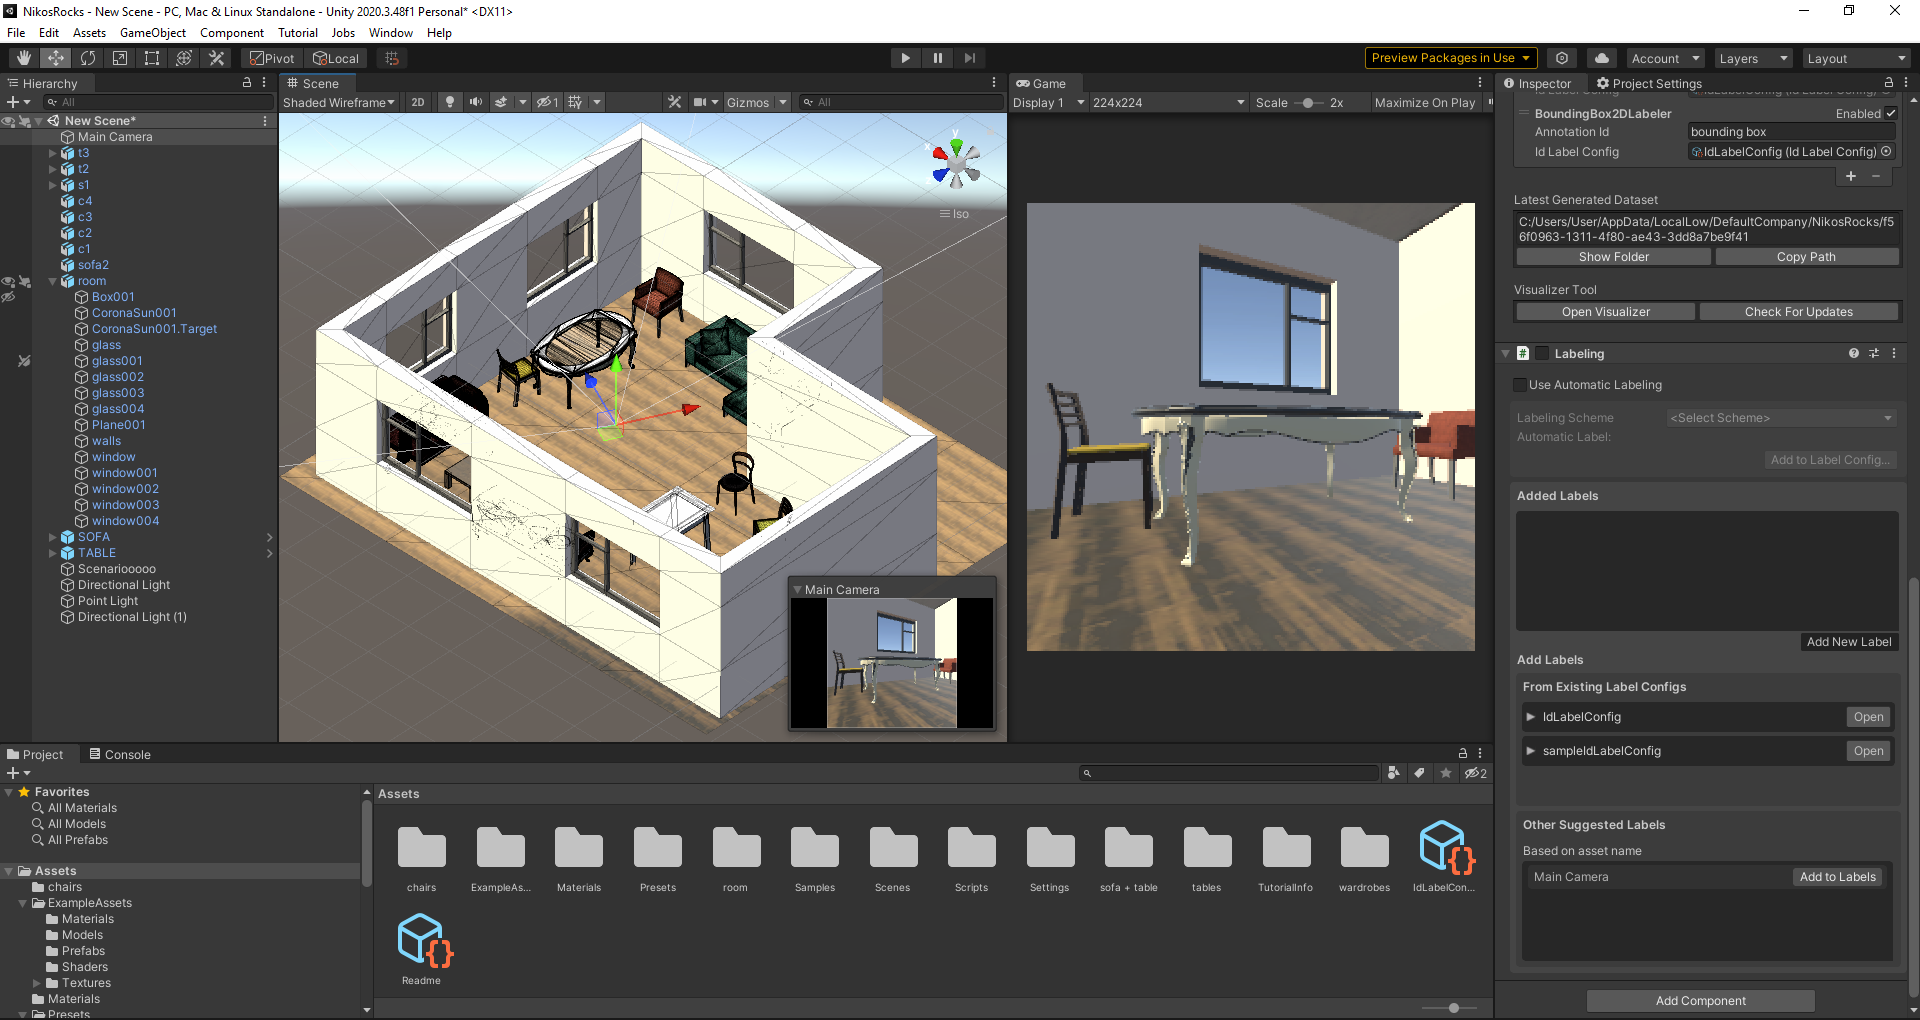 NikosRocks - New Scene - PC, Mac & Linux Standalone - Unity 2020.3.48f1 Personal* <DX11>
File Edit Assets GameObject Component Tutorial Jobs Window Help
Pivot Local Preview Packages in Use Account Layers Layout
Hierarchy
All
New Scene*
Main Camera
t3
t2
s1
c4
c3
c2
c1
sofa2
room
Box001
CoronaSun001
CoronaSun001.Target
glass
glass001
glass002
glass003
glass004
Plane001
walls
window
window001
window002
window003
window004
SOFA
TABLE
Scenariooooo
Directional Light
Point Light
Directional Light (1)
Scene
Shaded Wireframe 2D 1 Gizmos All
y
x
Iso
Main Camera
Game
Display 1 224x224 Scale 2x Maximize On Play
Inspector Project Settings
BoundingBox2DLabeler Enabled
Annotation Id bounding box
Id Label Config IdLabelConfig (Id Label Config)
Latest Generated Dataset
C:/Users/User/AppData/LocalLow/DefaultCompany/NikosRocks/f5
6f0963-1311-4f80-ae43-3dd8a7be9f41
Show Folder Copy Path
Visualizer Tool
Open Visualizer Check For Updates
Labeling
Use Automatic Labeling
Labeling Scheme <Select Scheme>
Automatic Label:
Add to Label Config...
Added Labels
Add New Label
Add Labels
From Existing Label Configs
IdLabelConfig Open
sampleIdLabelConfig Open
Other Suggested Labels
Based on asset name
Main Camera Add to Labels
Add Component
Project Console
2
Favorites
All Materials
All Models
All Prefabs
Assets
chairs
ExampleAssets
Materials
Models
Prefabs
Shaders
Textures
Materials
Presets
Assets
chairs ExampleAs... Materials Presets room Samples Scenes Scripts Settings sofa + table tables TutorialInfo wardrobes IdLabelCon...
Readme